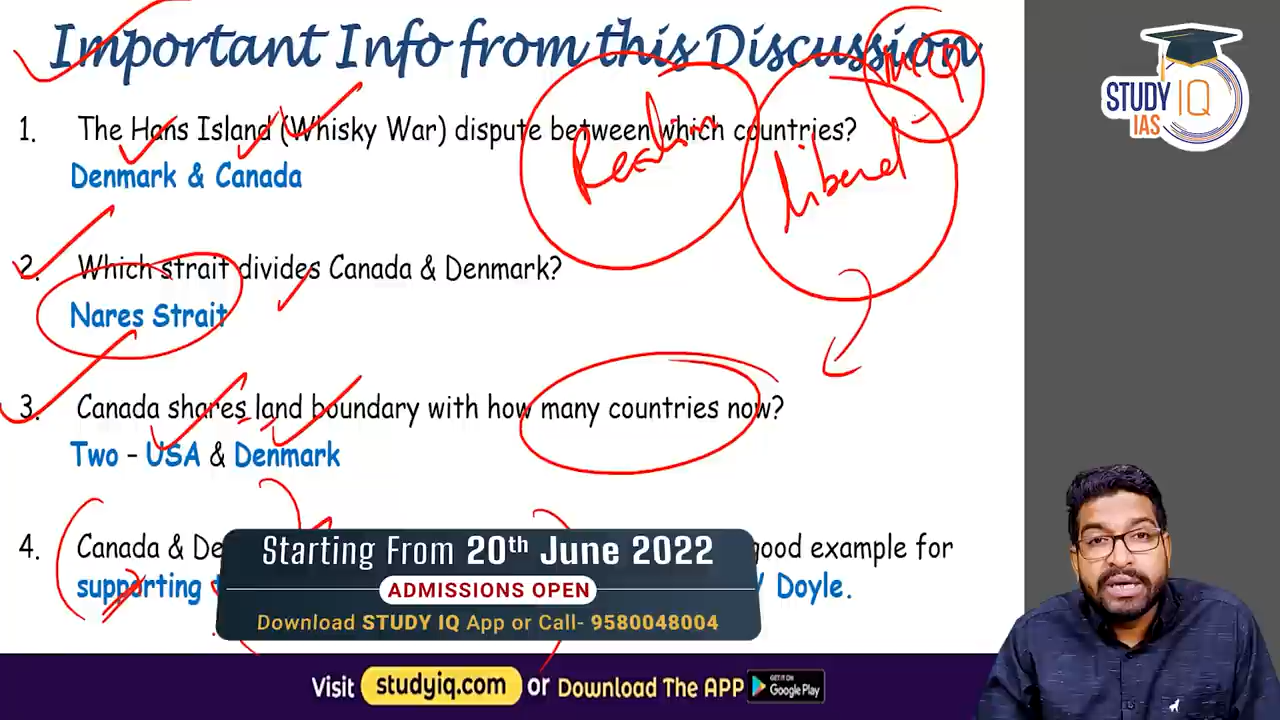 Important Info from this Discussion
1. The Hans Island (Whisky War) dispute between which countries?
Denmark & Canada
Realism
Liberal
2. Which strait divides Canada & Denmark?
Nares Strait
3. Canada shares land boundary with how many countries now?
Two - USA & Denmark
4. Canada & De good example for
supporting Doyle.
Starting From 20th June 2022
ADMISSIONS OPEN
Download STUDY IQ App or Call- 9580048004
Visit studyiq.com or Download The APP GET IT ON Google Play
STUDY IQ
IAS